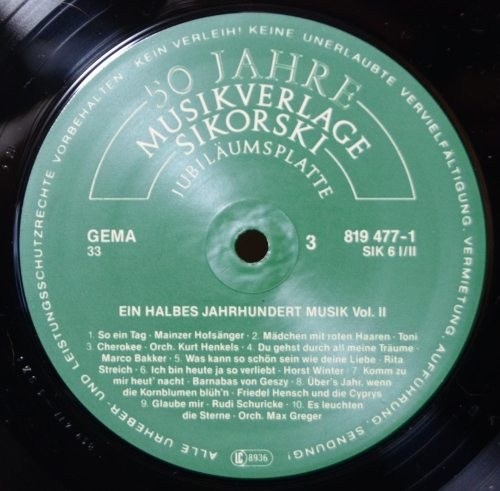 ALLE URHEBER- UND LEISTUNGSSCHUTZRECHTE VORBEHALTEN · KEIN VERLEIH! KEINE UNERLAUBTE VERVIELFÄLTIGUNG, VERMIETUNG, AUFFÜHRUNG, SENDUNG!
50 JAHRE
MUSIKVERLAGE
SIKORSKI
JUBILÄUMSPLATTE
GEMA
33
3
819 477-1
SIK 6 I/II
EIN HALBES JAHRHUNDERT MUSIK Vol. II
1. So ein Tag · Mainzer Hofsänger · 2. Mädchen mit roten Haaren · Toni
3. Cherokee · Orch. Kurt Henkels · 4. Du gehst durch all meine Träume ·
Marco Bakker · 5. Was kann so schön sein wie deine Liebe · Rita
Streich · 6. Ich bin heute ja so verliebt · Horst Winter · 7. Komm zu
mir heut' nacht · Barnabas von Geszy · 8. Über's Jahr, wenn
die Kornblumen blüh'n · Friedel Hensch und die Cyprys
9. Glaube mir · Rudi Schuricke · 10. Es leuchten
die Sterne · Orch. Max Greger
LC 8936